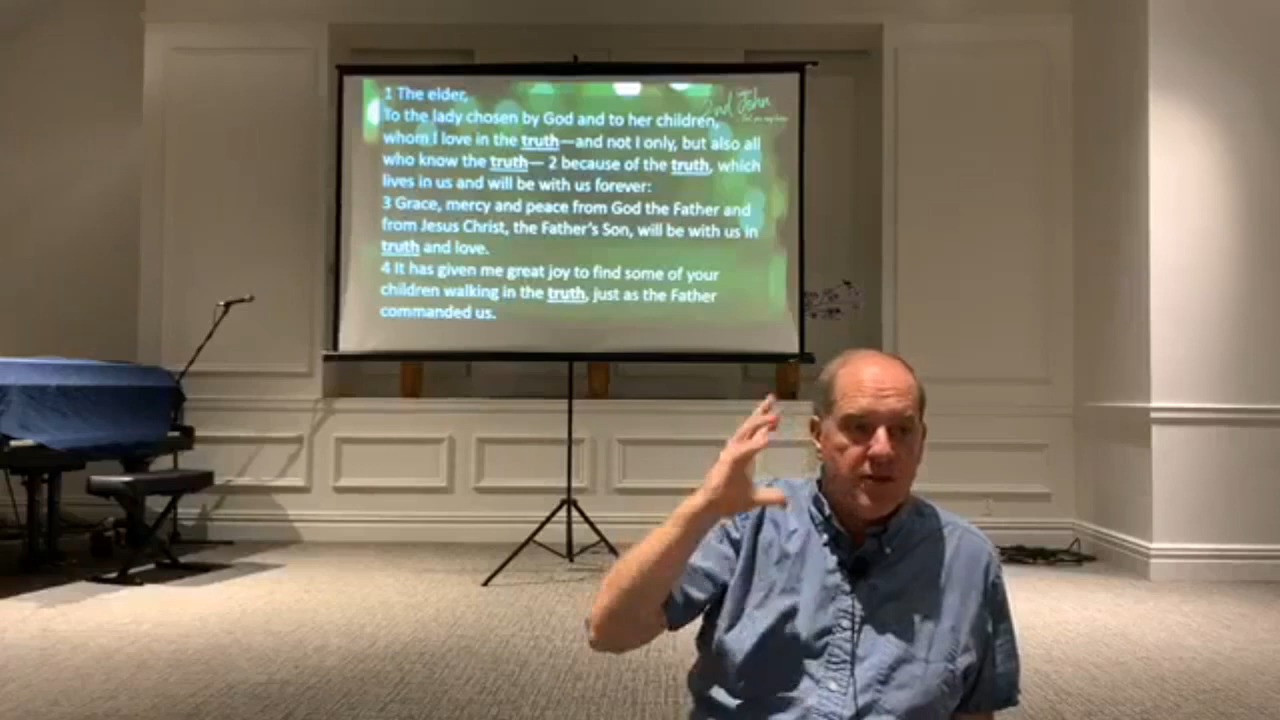 2nd John
1 The elder,
To the lady chosen by God and to her children,
whom I love in the truth—and not I only, but also all
who know the truth— 2 because of the truth, which
lives in us and will be with us forever:
3 Grace, mercy and peace from God the Father and
from Jesus Christ, the Father's Son, will be with us in
truth and love.
4 It has given me great joy to find some of your
children walking in the truth, just as the Father
commanded us.